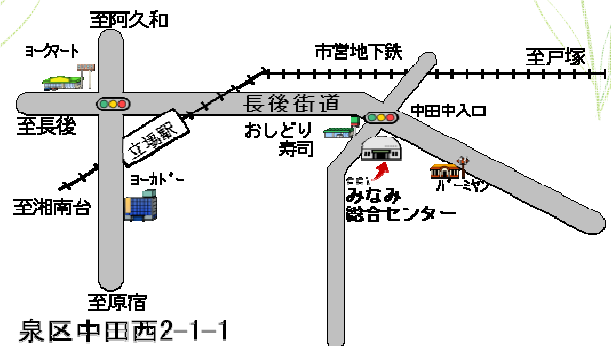 至阿久和
ﾖｰｸﾏｰﾄ
市営地下鉄
至戸塚
長後街道
至長後
立場駅
おしどり
寿司
中田中入口
至湘南台
ﾖｰｶﾄﾞｰ
ﾊﾞｰﾐﾔﾝ
みなみ
総合センター
至原宿
泉区中田西2-1-1